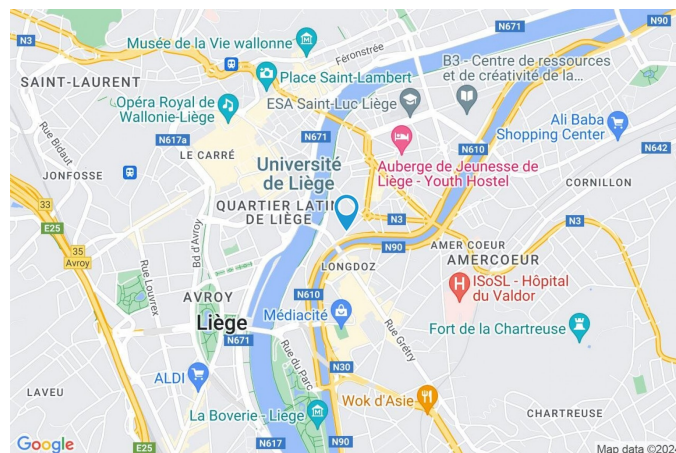 N671
N90
N3
Musée de la Vie wallonne
Féronstrée
B3 - Centre de ressources
et de créativité de la...
SAINT-LAURENT
Place Saint-Lambert
ESA Saint-Luc Liège
Opéra Royal de
Wallonie-Liège
N671
Ali Baba
Shopping Center
Rue Bidaut
N617a
N610
N642
LE CARRÉ
Université
de Liège
Auberge de Jeunesse de
Liège - Youth Hostel
JONFOSSE
CORNILLON
33
E25
QUARTIER LATIN
DE LIÈGE
N3
N3
N90
AMERCOEUR
AMERCOEUR
35
Avroy
Bd d'Avroy
LONGDOZ
ISoSL - Hôpital
du Valdor
Rue Louvrex
AVROY
N610
Médiacité
Liège
Rue Grétry
Fort de la Chartreuse
N671
Rue du Parc
ALDI
N30
LAVEU
Wok d'Asie
La Boverie - Liège
CHARTREUSE
Google
E25
N617
N90
Map data ©2024